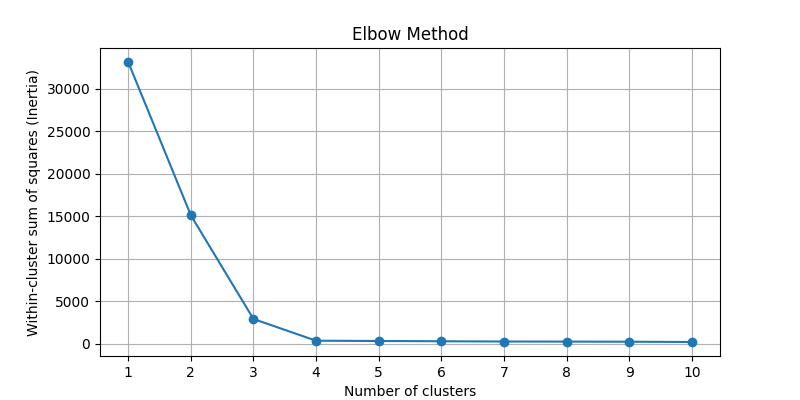 Elbow Method
Within-cluster sum of squares (Inertia)
30000
25000
20000
15000
10000
5000
0
1 2 3 4 5 6 7 8 9 10
Number of clusters